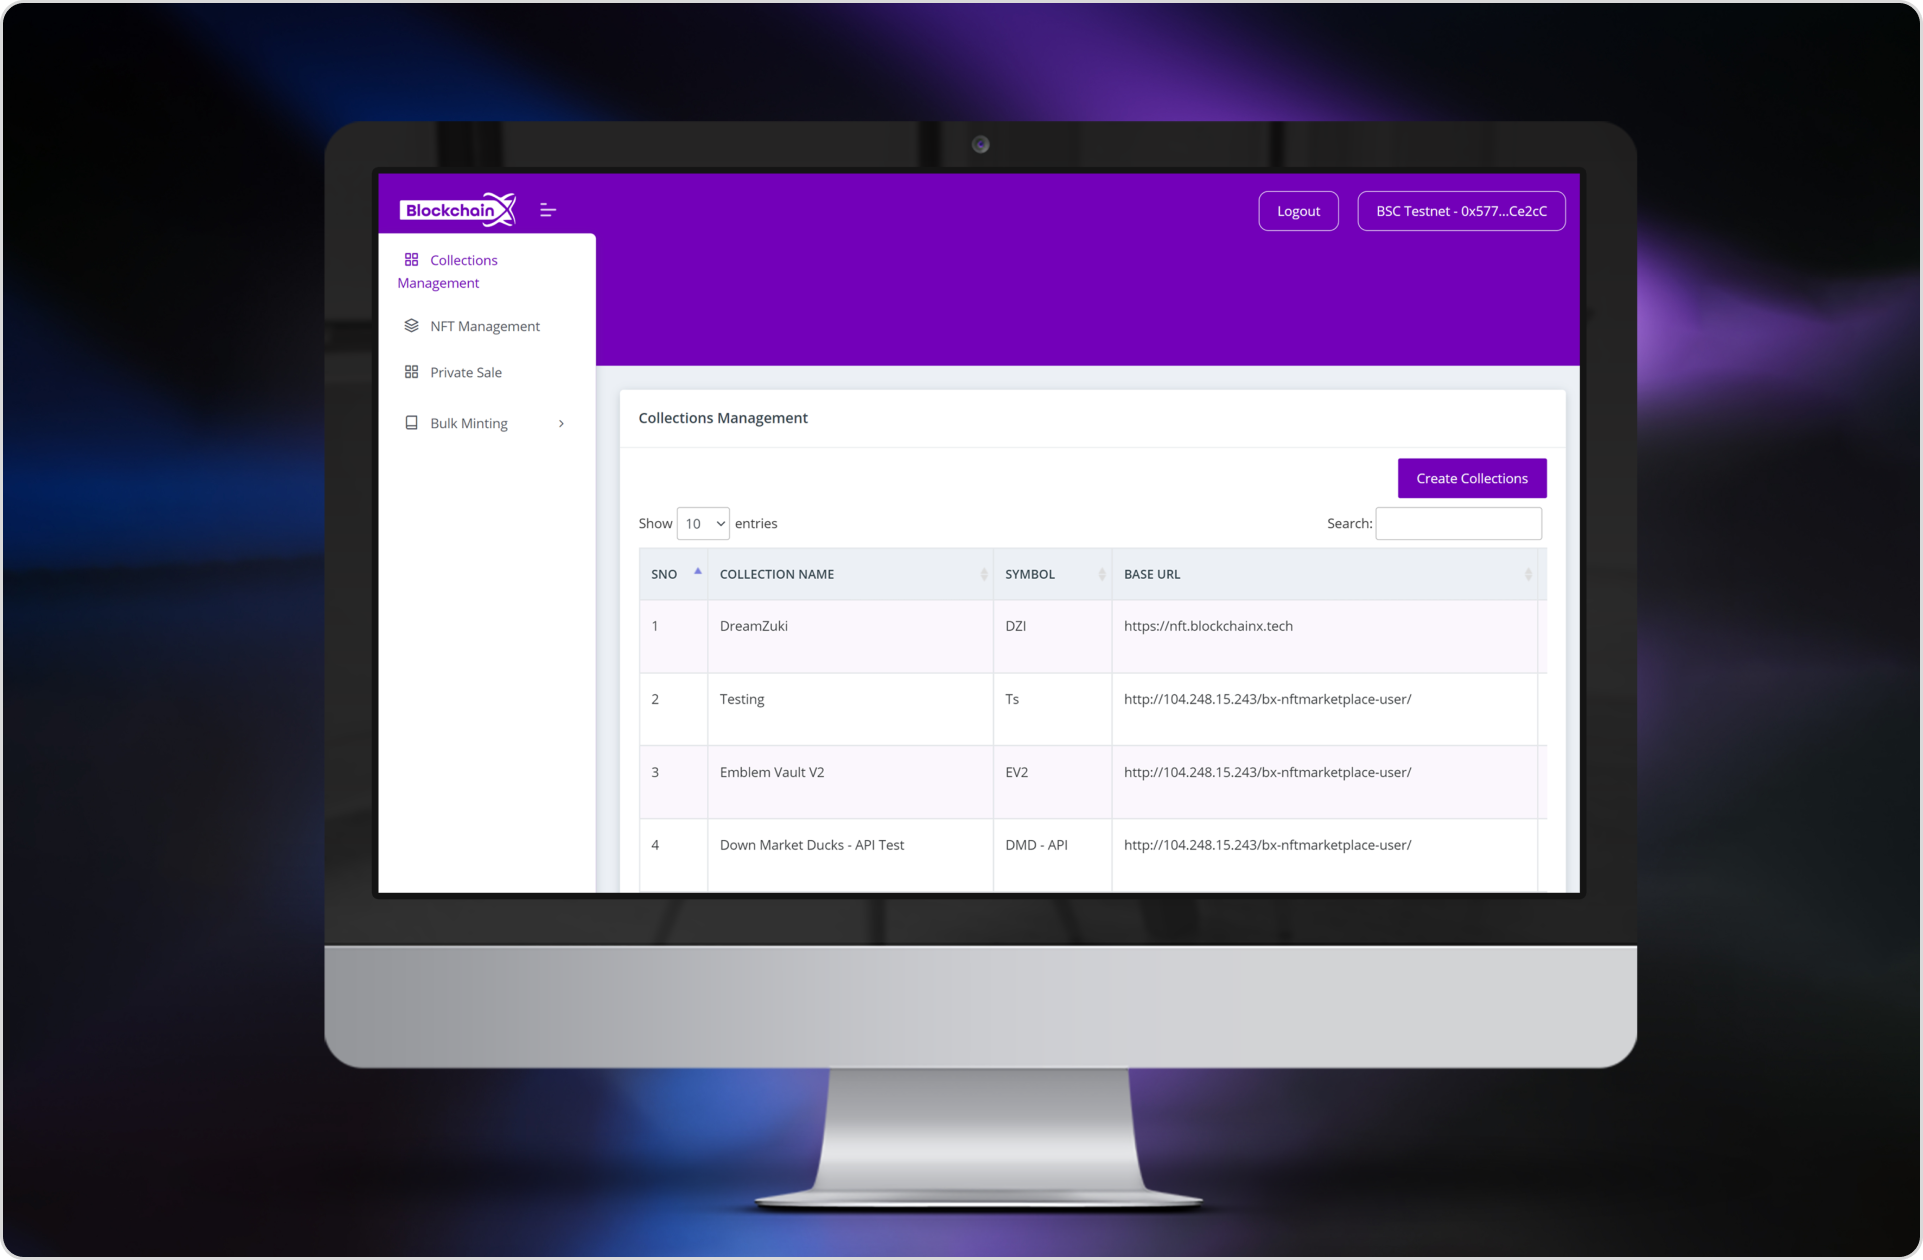 BlockchainX
Logout
BSC Testnet - 0x577...Ce2cC
Collections
Management
NFT Management
Private Sale
Bulk Minting
Collections Management
Create Collections
Show 10 entries
Search:
SNO COLLECTION NAME SYMBOL BASE URL
1 DreamZuki DZI https://nft.blockchainx.tech
2 Testing Ts http://104.248.15.243/bx-nftmarketplace-user/
3 Emblem Vault V2 EV2 http://104.248.15.243/bx-nftmarketplace-user/
4 Down Market Ducks - API Test DMD - API http://104.248.15.243/bx-nftmarketplace-user/